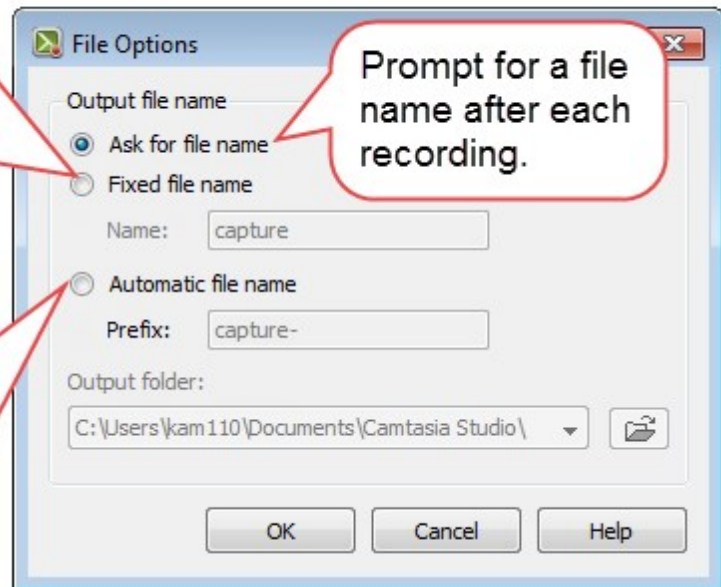 File Options
Prompt for a file
name after each
recording.
Output file name
Ask for file name
Fixed file name
Name: capture
Automatic file name
Prefix: capture-
Output folder:
C:\Users\kam110\Documents\Camtasia Studio\
OK Cancel Help